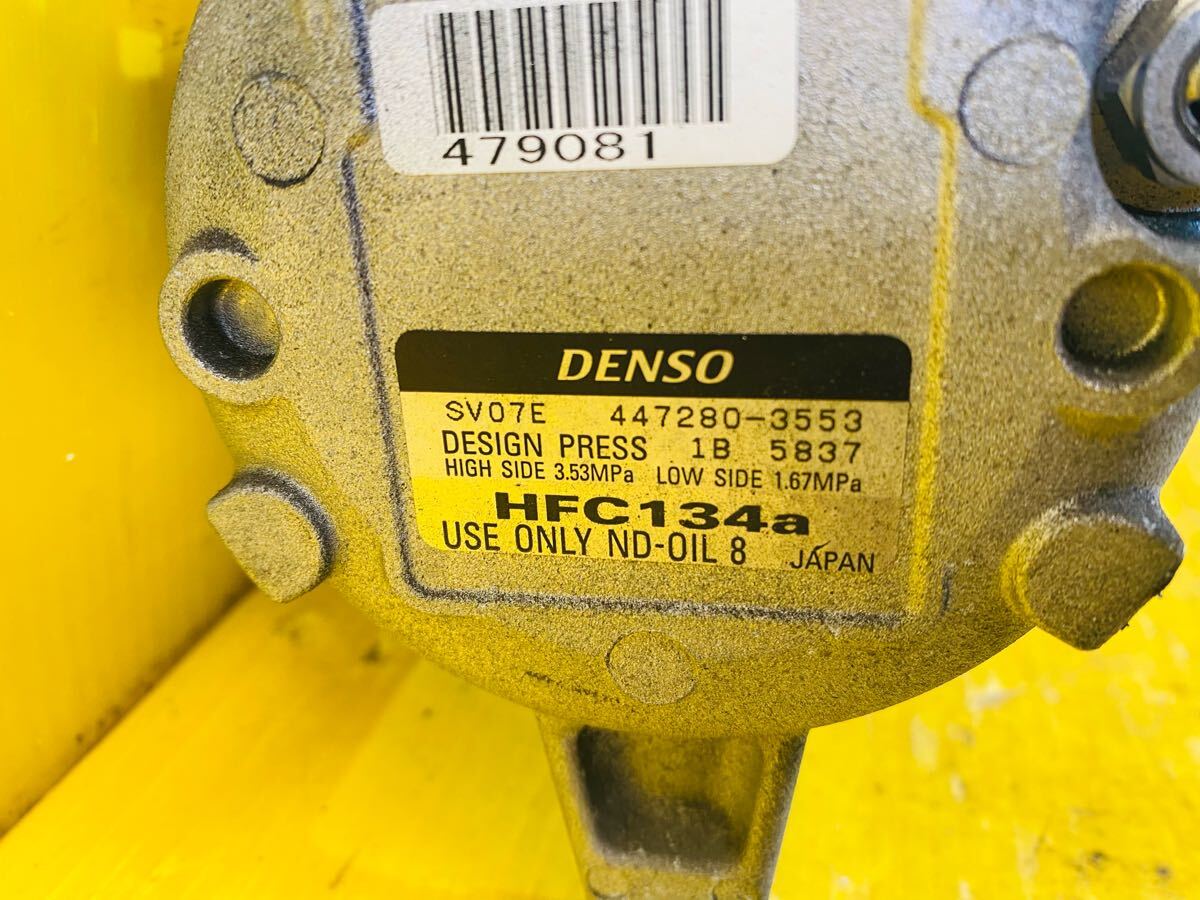 479081
DENSO
SV07E 447280-3553
DESIGN PRESS 1B 5837
HIGH SIDE 3.53MPa LOW SIDE 1.67MPa
HFC134a
USE ONLY ND-OIL 8 JAPAN